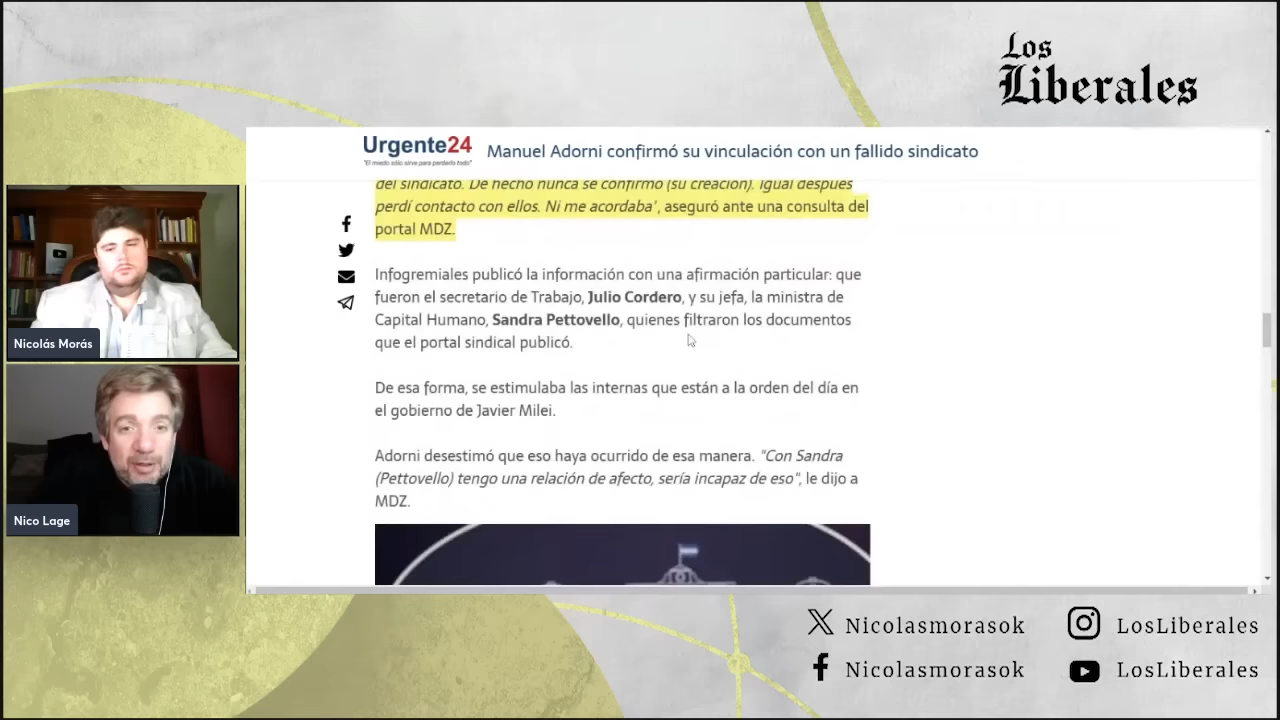 Los
Liberales
Urgente24
"El miedo sólo sirve para perderlo todo"
Manuel Adorni confirmó su vinculación con un fallido sindicato
del sindicato. De hecho nunca se confirmó (su creación). Igual después
perdí contacto con ellos. Ni me acordaba", aseguró ante una consulta del
portal MDZ.
Infogremiales publicó la información con una afirmación particular: que
fueron el secretario de Trabajo, Julio Cordero, y su jefa, la ministra de
Capital Humano, Sandra Pettovello, quienes filtraron los documentos
que el portal sindical publicó.
De esa forma, se estimulaba las internas que están a la orden del día en
el gobierno de Javier Milei.
Adorni desestimó que eso haya ocurrido de esa manera. "Con Sandra
(Pettovello) tengo una relación de afecto, sería incapaz de eso", le dijo a
MDZ.
Nicolás Morás
Nico Lage
Nicolasmorasok
LosLiberales
Nicolasmorasok
LosLiberales